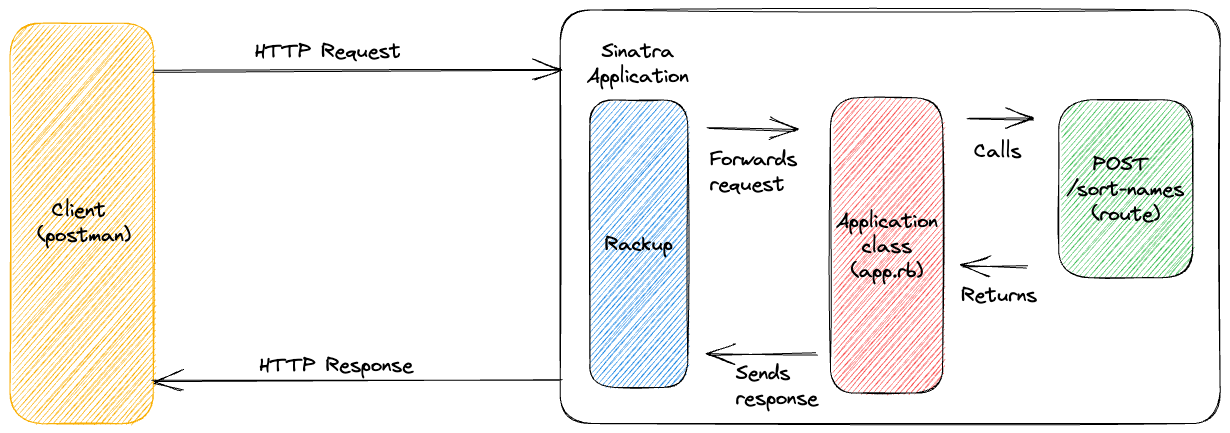 HTTP Request
Sinatra
Application
Forwards
request
Calls
POST
/sort-names
(route)
Client
(postman)
Rackup
Application
class
(app.rb)
Returns
HTTP Response
Sends
response